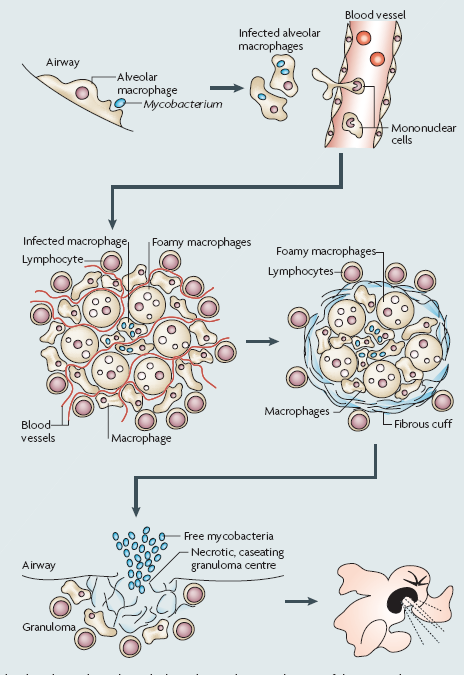 Blood vessel
Infected alveolar
macrophages
Airway
Alveolar
macrophage
Mycobacterium
Mononuclear
cells
Infected macrophage
Foamy macrophages
Lymphocyte
Foamy macrophages
Lymphocytes
Blood
vessels
Macrophage
Macrophages
Fibrous cuff
Free mycobacteria
Necrotic, caseating
granuloma centre
Airway
Granuloma